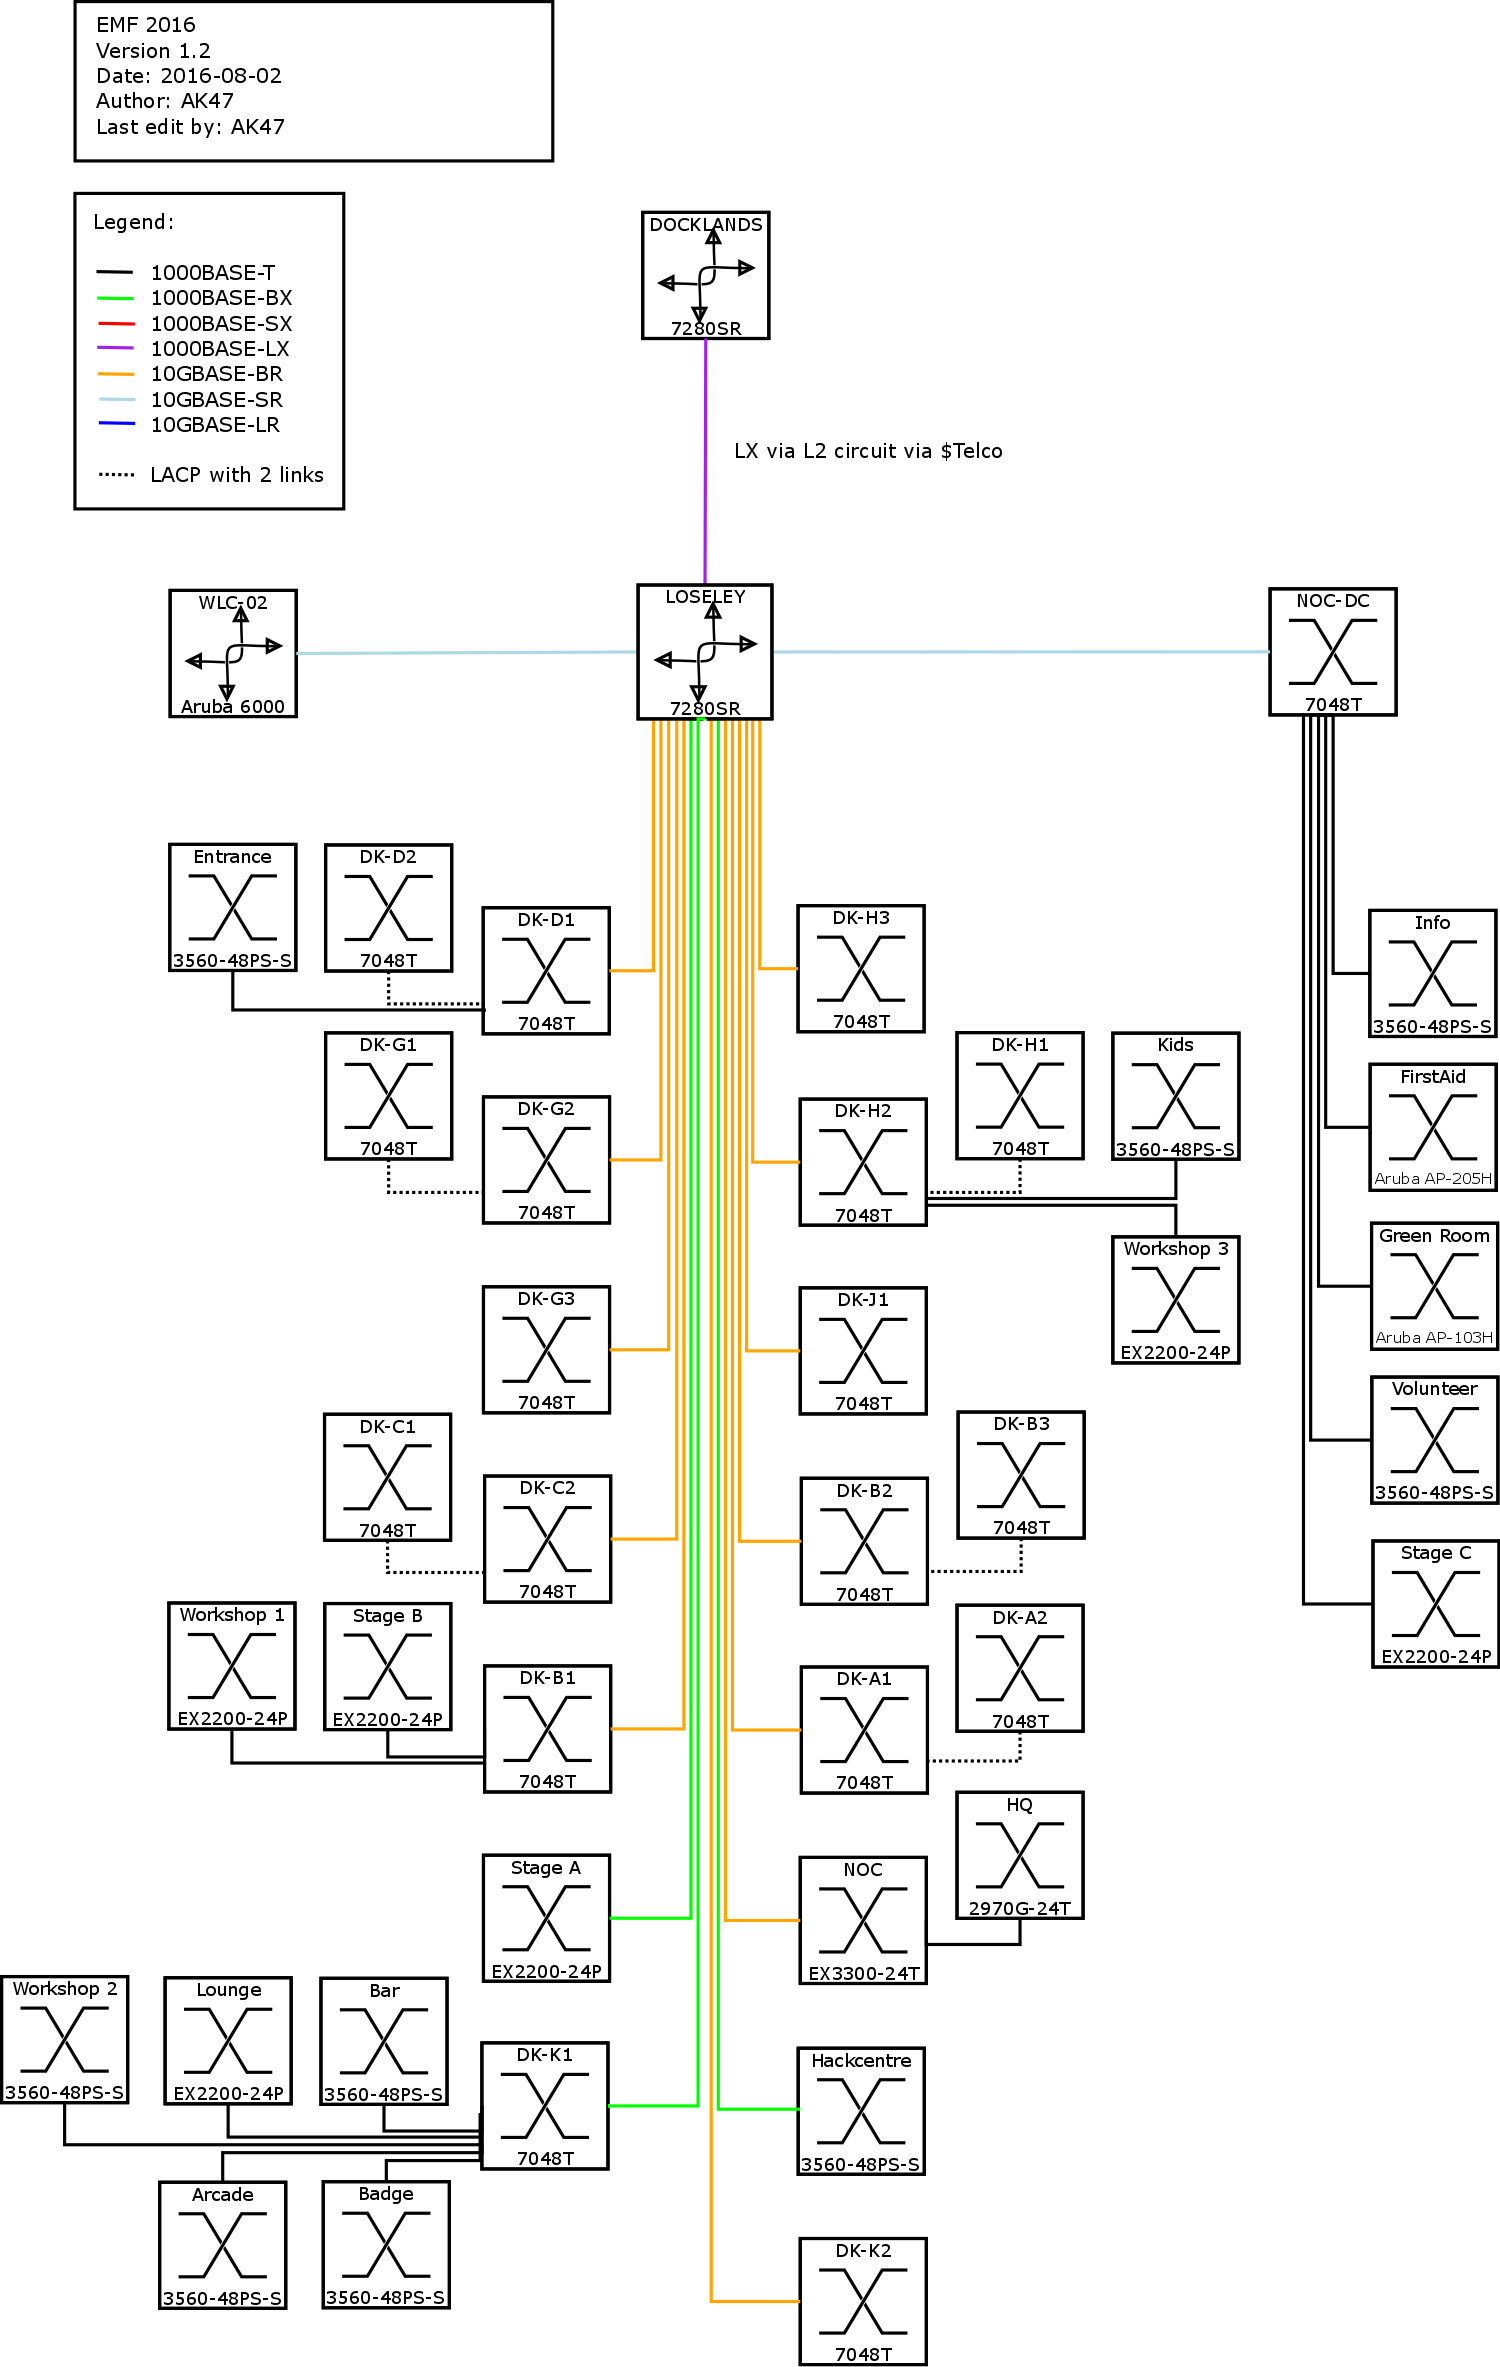 EMF 2016
Version 1.2
Date: 2016-08-02
Author: AK47
Last edit by: AK47
Legend:
1000BASE-T
1000BASE-BX
1000BASE-SX
1000BASE-LX
10GBASE-BR
10GBASE-SR
10GBASE-LR
LACP with 2 links
DOCKLANDS
7280SR
LX via L2 circuit via $Telco
WLC-02
Aruba 6000
LOSELEY
7280SR
NOC-DC
7048T
Entrance
3560-48PS-S
DK-D2
7048T
DK-D1
7048T
DK-H3
7048T
Info
3560-48PS-S
DK-G1
7048T
DK-G2
7048T
DK-H2
7048T
DK-H1
7048T
Kids
3560-48PS-S
FirstAid
Aruba AP-205H
Workshop 3
EX2200-24P
Green Room
Aruba AP-103H
DK-G3
7048T
DK-J1
7048T
Volunteer
3560-48PS-S
DK-C1
7048T
DK-C2
7048T
DK-B2
7048T
DK-B3
7048T
Stage C
EX2200-24P
Workshop 1
EX2200-24P
Stage B
EX2200-24P
DK-B1
7048T
DK-A1
7048T
DK-A2
7048T
Stage A
EX2200-24P
NOC
EX3300-24T
HQ
2970G-24T
Workshop 2
3560-48PS-S
Lounge
EX2200-24P
Bar
3560-48PS-S
DK-K1
7048T
Hackcentre
3560-48PS-S
Arcade
3560-48PS-S
Badge
3560-48PS-S
DK-K2
7048T